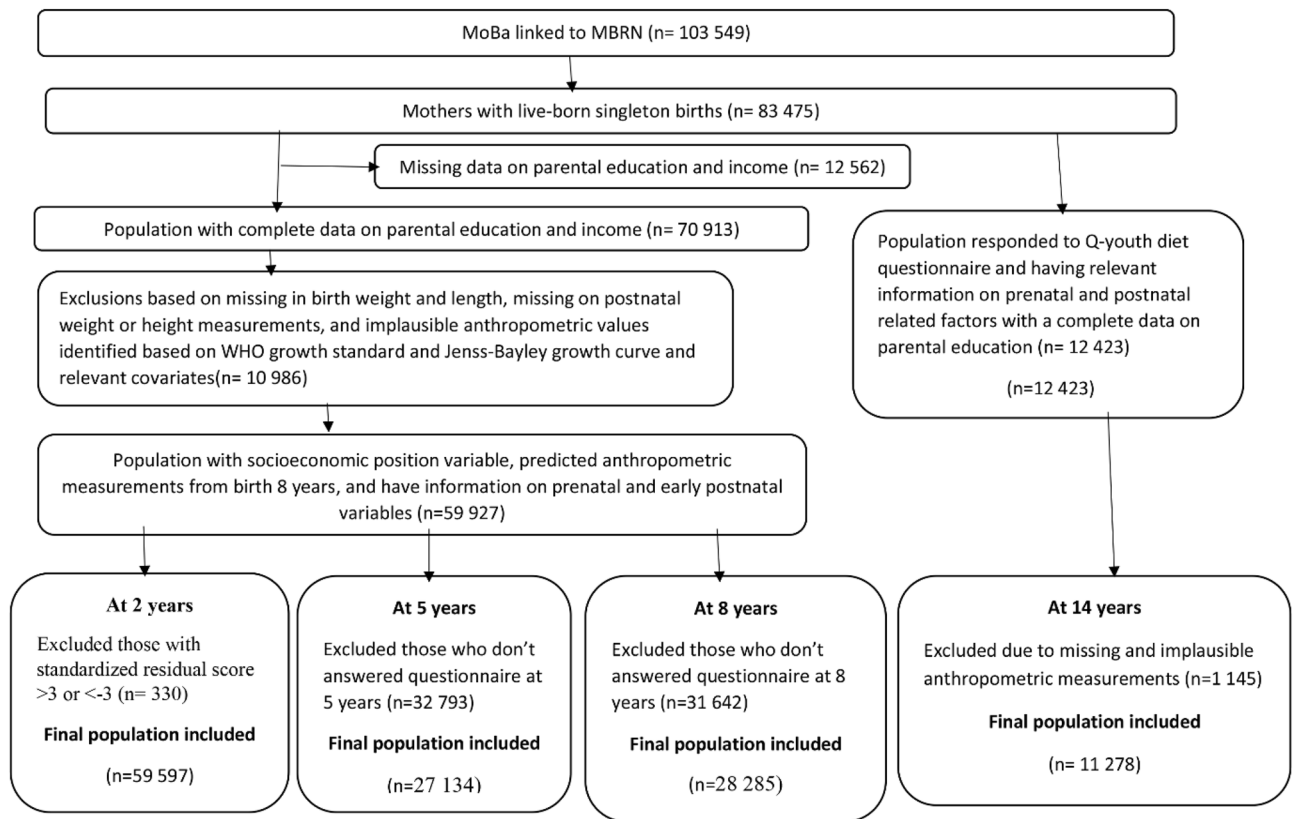 MoBa linked to MBRN (n= 103 549)
Mothers with live-born singleton births (n= 83 475)
Missing data on parental education and income (n= 12 562)
Population with complete data on parental education and income (n= 70 913)
Exclusions based on missing in birth weight and length, missing on postnatal
weight or height measurements, and implausible anthropometric values
identified based on WHO growth standard and Jenss-Bayley growth curve and
relevant covariates(n= 10 986)
Population responded to Q-youth diet
questionnaire and having relevant
information on prenatal and postnatal
related factors with a complete data on
parental education (n= 12 423)
(n=12 423)
Population with socioeconomic position variable, predicted anthropometric
measurements from birth 8 years, and have information on prenatal and early postnatal
variables (n=59 927)
At 2 years
Excluded those with
standardized residual score
>3 or <-3 (n= 330)
Final population included
(n=59 597)
At 5 years
Excluded those who don’t
answered questionnaire at
5 years (n=32 793)
Final population included
(n=27 134)
At 8 years
Excluded those who don’t
answered questionnaire at 8
years (n=31 642)
Final population included
(n=28 285)
At 14 years
Excluded due to missing and implausible
anthropometric measurements (n=1 145)
Final population included
(n= 11 278)